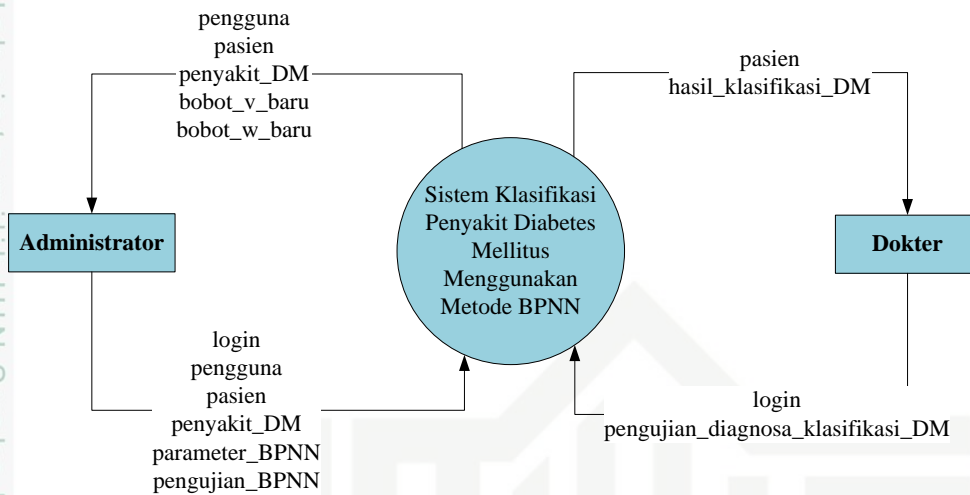 pengguna
pasien
penyakit_DM
bobot_v_baru
bobot_w_baru
pasien
hasil_klasifikasi_DM
Administrator
Sistem Klasifikasi
Penyakit Diabetes
Mellitus
Menggunakan
Metode BPNN
Dokter
login
pengguna
pasien
penyakit_DM
parameter_BPNN
pengujian_BPNN
login
pengujian_diagnosa_klasifikasi_DM